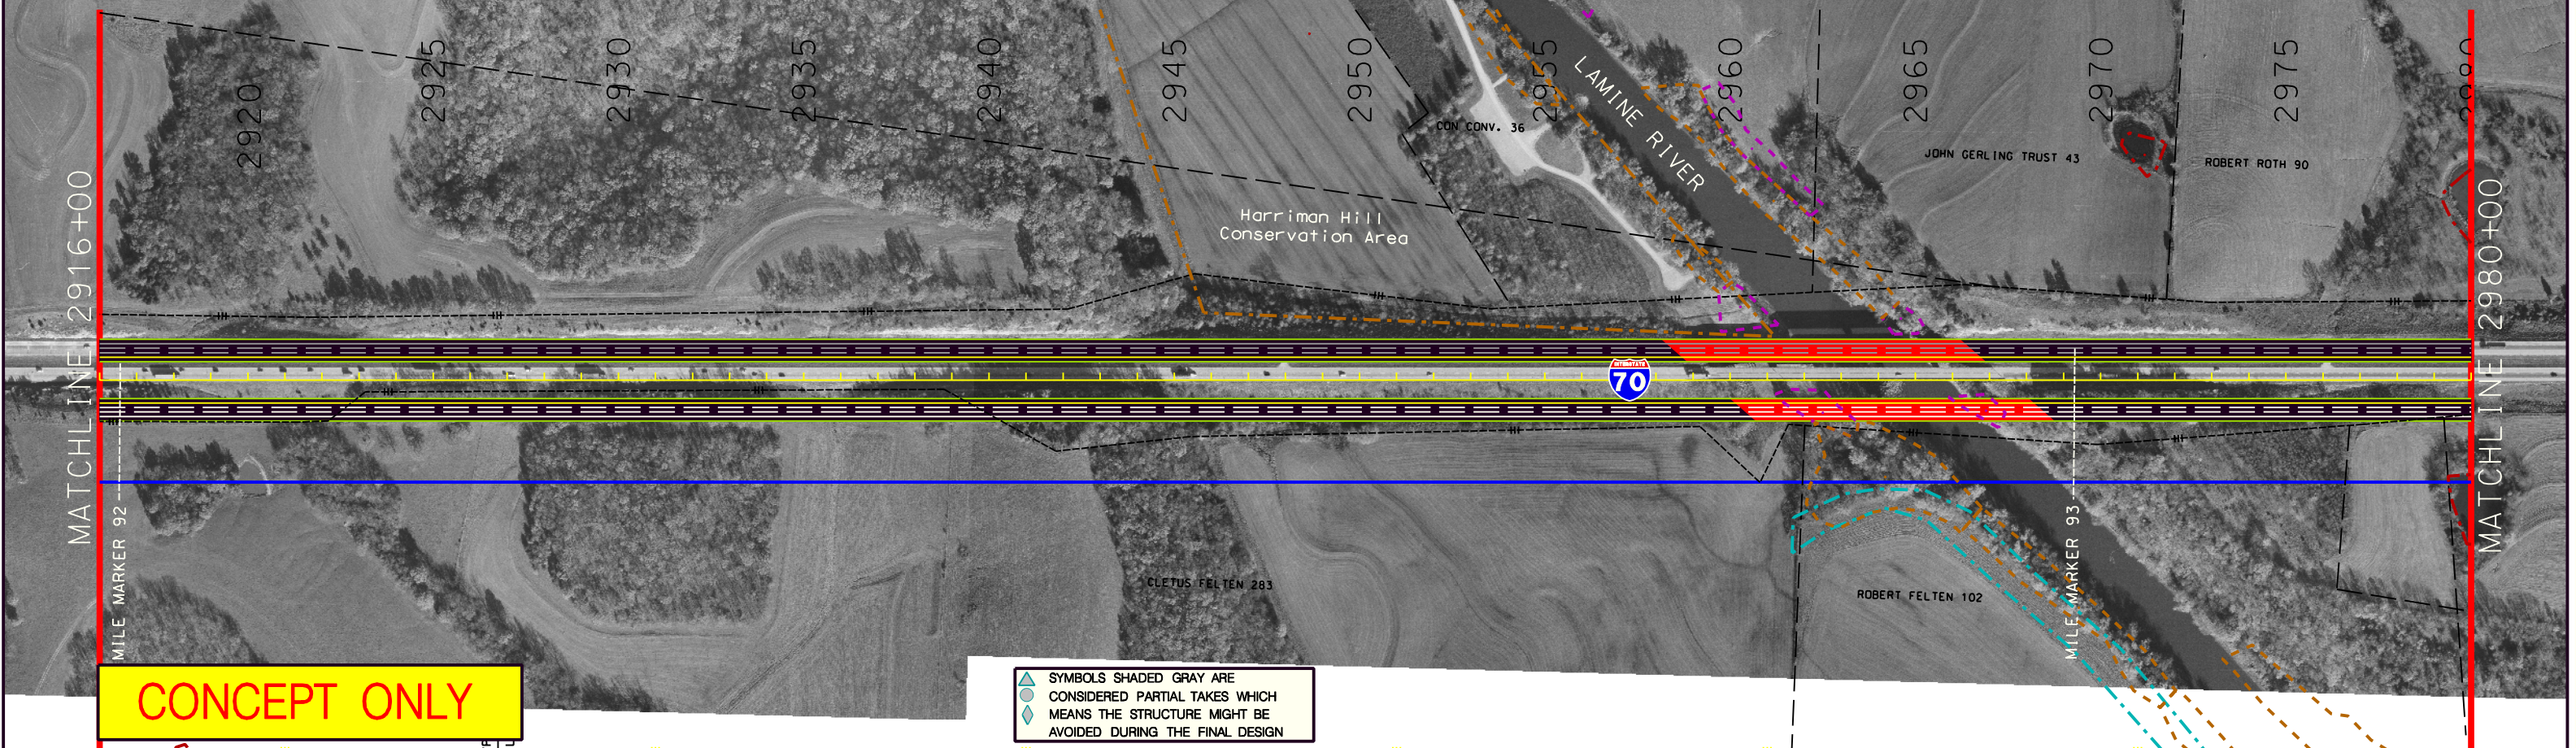 2920
2925
2930
2935
2940
2945
2950
2955
2960
2965
2970
2975
2980
LAMINE RIVER
CON CONV. 36
JOHN GERLING TRUST 43
ROBERT ROTH 90
Harriman Hill
Conservation Area
MATCHLINE 2916+00
MATCHLINE 2980+00
INTERSTATE
70
MILE MARKER 92
MILE MARKER 93
CLETUS FELTEN 283
ROBERT FELTEN 102
CONCEPT ONLY
SYMBOLS SHADED GRAY ARE
CONSIDERED PARTIAL TAKES WHICH
MEANS THE STRUCTURE MIGHT BE
AVOIDED DURING THE FINAL DESIGN